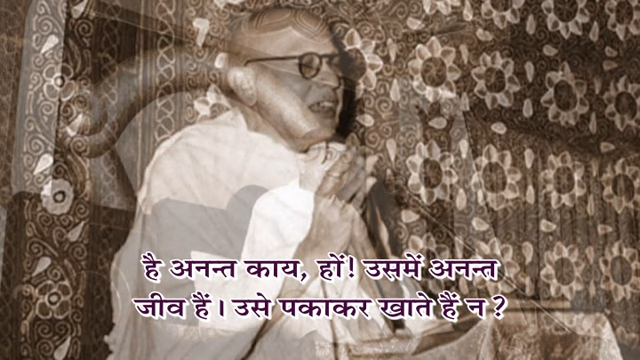 है अनन्त काय, हों! उसमें अनन्त
जीव हैं। उसे पकाकर खाते हैं न?